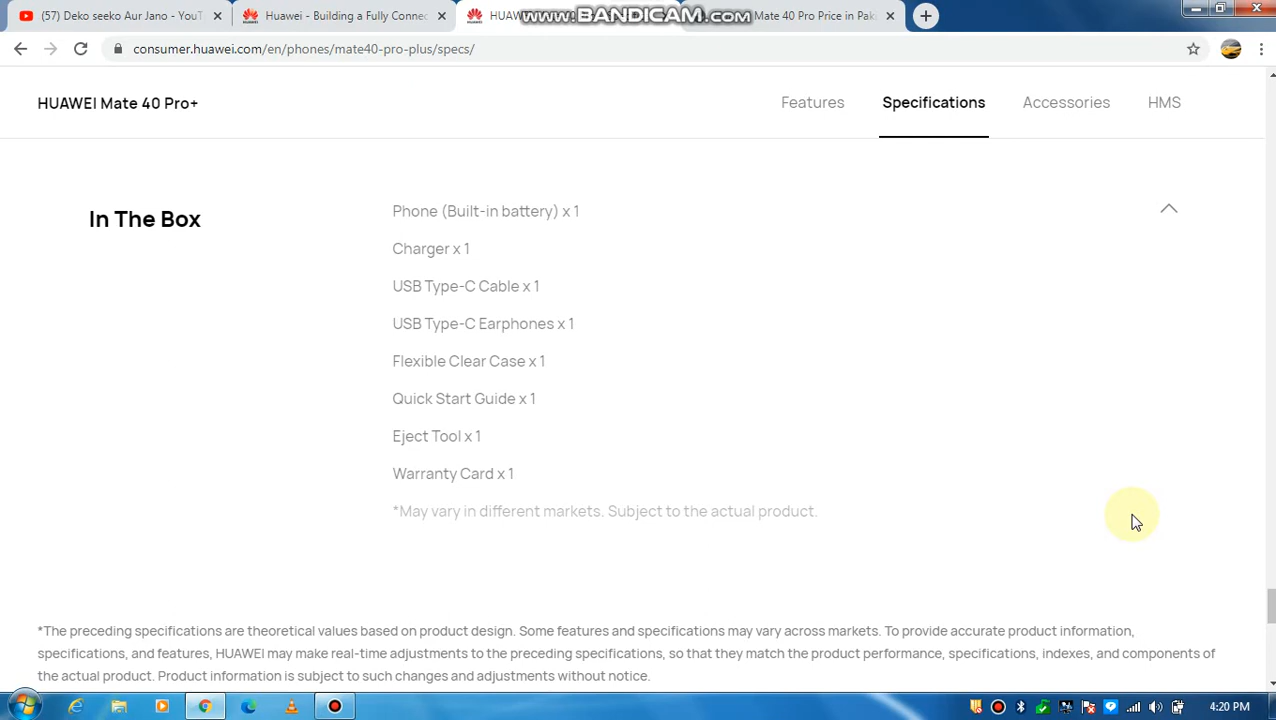 (57) Deko seeko Aur Jano - YouT
Huawei - Building a Fully Connec
HUAWEI
Mate 40 Pro Price in Paki
www.BANDICAM.com
consumer.huawei.com/en/phones/mate40-pro-plus/specs/
HUAWEI Mate 40 Pro+
Features
Specifications
Accessories
HMS
In The Box
Phone (Built-in battery) x 1
Charger x 1
USB Type-C Cable x 1
USB Type-C Earphones x 1
Flexible Clear Case x 1
Quick Start Guide x 1
Eject Tool x 1
Warranty Card x 1
*May vary in different markets. Subject to the actual product.
*The preceding specifications are theoretical values based on product design. Some features and specifications may vary across markets. To provide accurate product information,
specifications, and features, HUAWEI may make real-time adjustments to the preceding specifications, so that they match the product performance, specifications, indexes, and components of
the actual product. Product information is subject to such changes and adjustments without notice.
4:20 PM